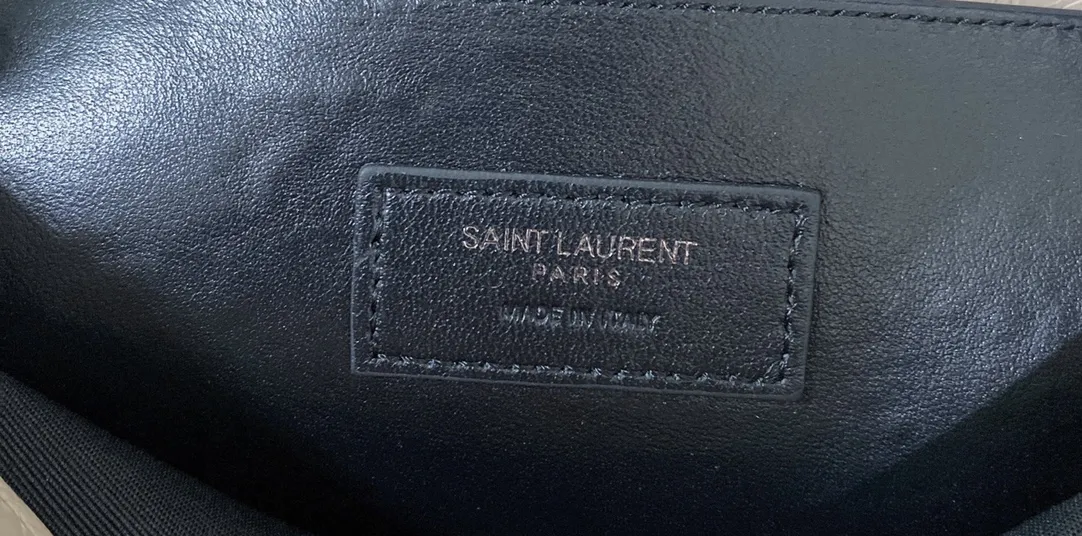 SAINT LAURENT
PARIS
MADE IN ITALY